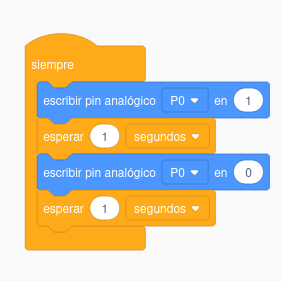 siempre
escribir pin analógico P0 en 1
esperar 1 segundos
escribir pin analógico P0 en 0
esperar 1 segundos